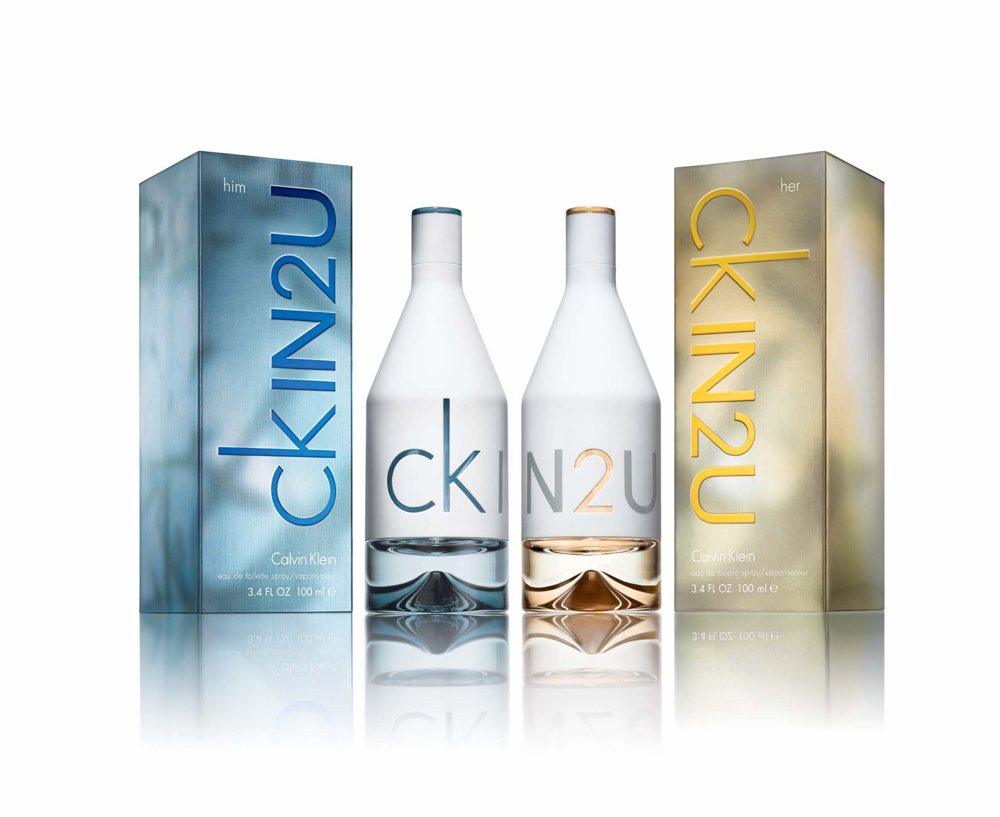 him
ckIN2U
Calvin Klein
eau de toilette spray/vaporisateur
3.4 FL OZ 100 ml ℮
ckI
N2U
her
ckIN2U
Calvin Klein
eau de toilette spray/vaporisateur
3.4 FL OZ 100 ml ℮